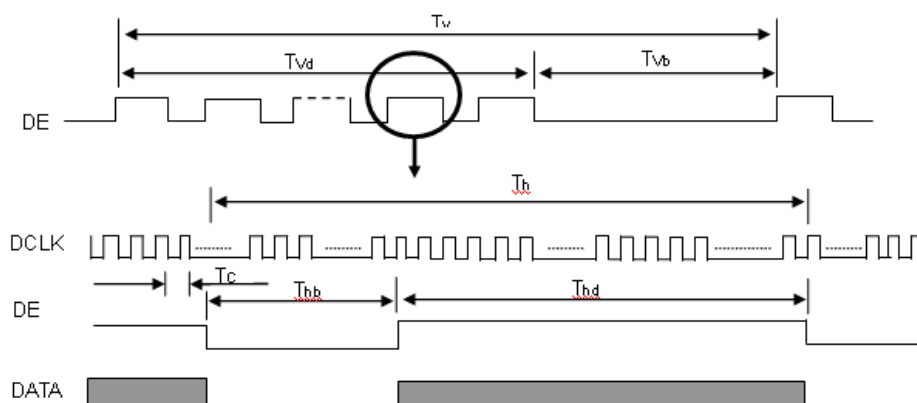 Tv
TVd
TVb
DE
Th
DCLK
Tc
Thb
Thd
DE
DATA